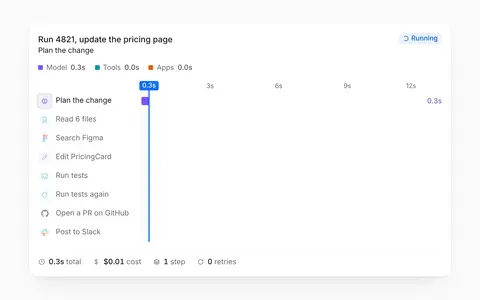 Run 4821, update the pricing page
Running
Plan the change
Model 0.3s Tools 0.0s Apps 0.0s
0.3s 3s 6s 9s 12s
Plan the change 0.3s
Read 6 files
Search Figma
Edit PricingCard
Run tests
Run tests again
Open a PR on GitHub
Post to Slack
0.3s total $ $0.01 cost 1 step 0 retries